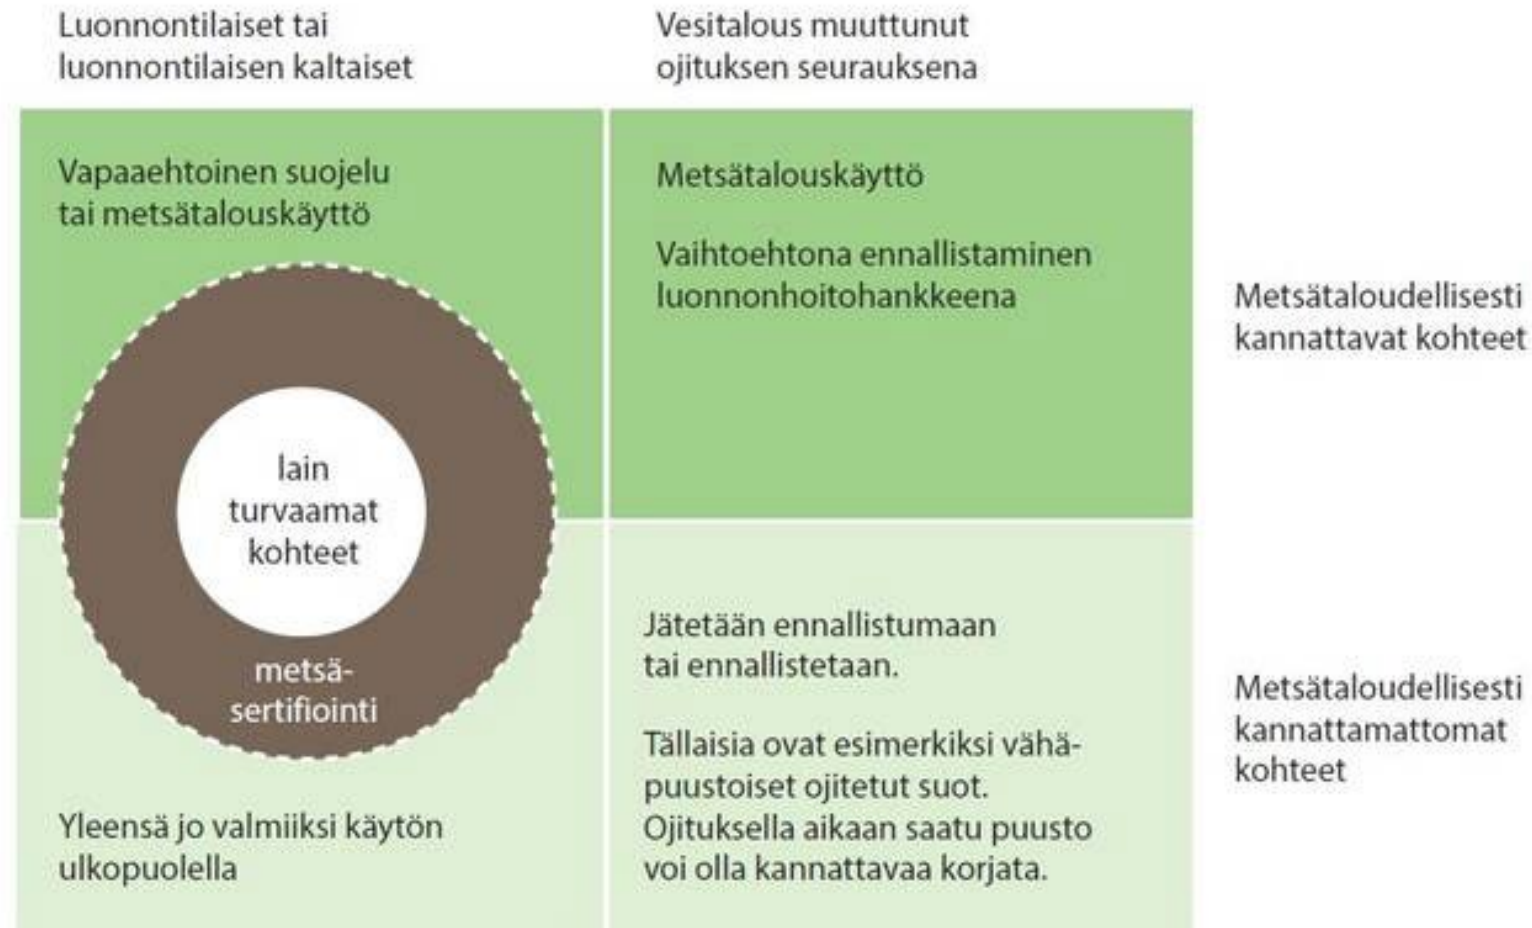 Luonnontilaiset tai
luonnontilaisen kaltaiset
Vesitalous muuttunut
ojituksen seurauksena
Vapaaehtoinen suojelu
tai metsätalouskäyttö
Metsätalouskäyttö
Vaihtoehtona ennallistaminen
luonnonhoitohankkeena
Metsätaloudellisesti
kannattavat kohteet
lain
turvaamat
kohteet
metsä-
sertifiointi
Yleensä jo valmiiksi käytön
ulkopuolella
Jätetään ennallistumaan
tai ennallistetaan.
Tällaisia ovat esimerkiksi vähä-
puustoiset ojitetut suot.
Ojituksella aikaan saatu puusto
voi olla kannattavaa korjata.
Metsätaloudellisesti
kannattamattomat
kohteet